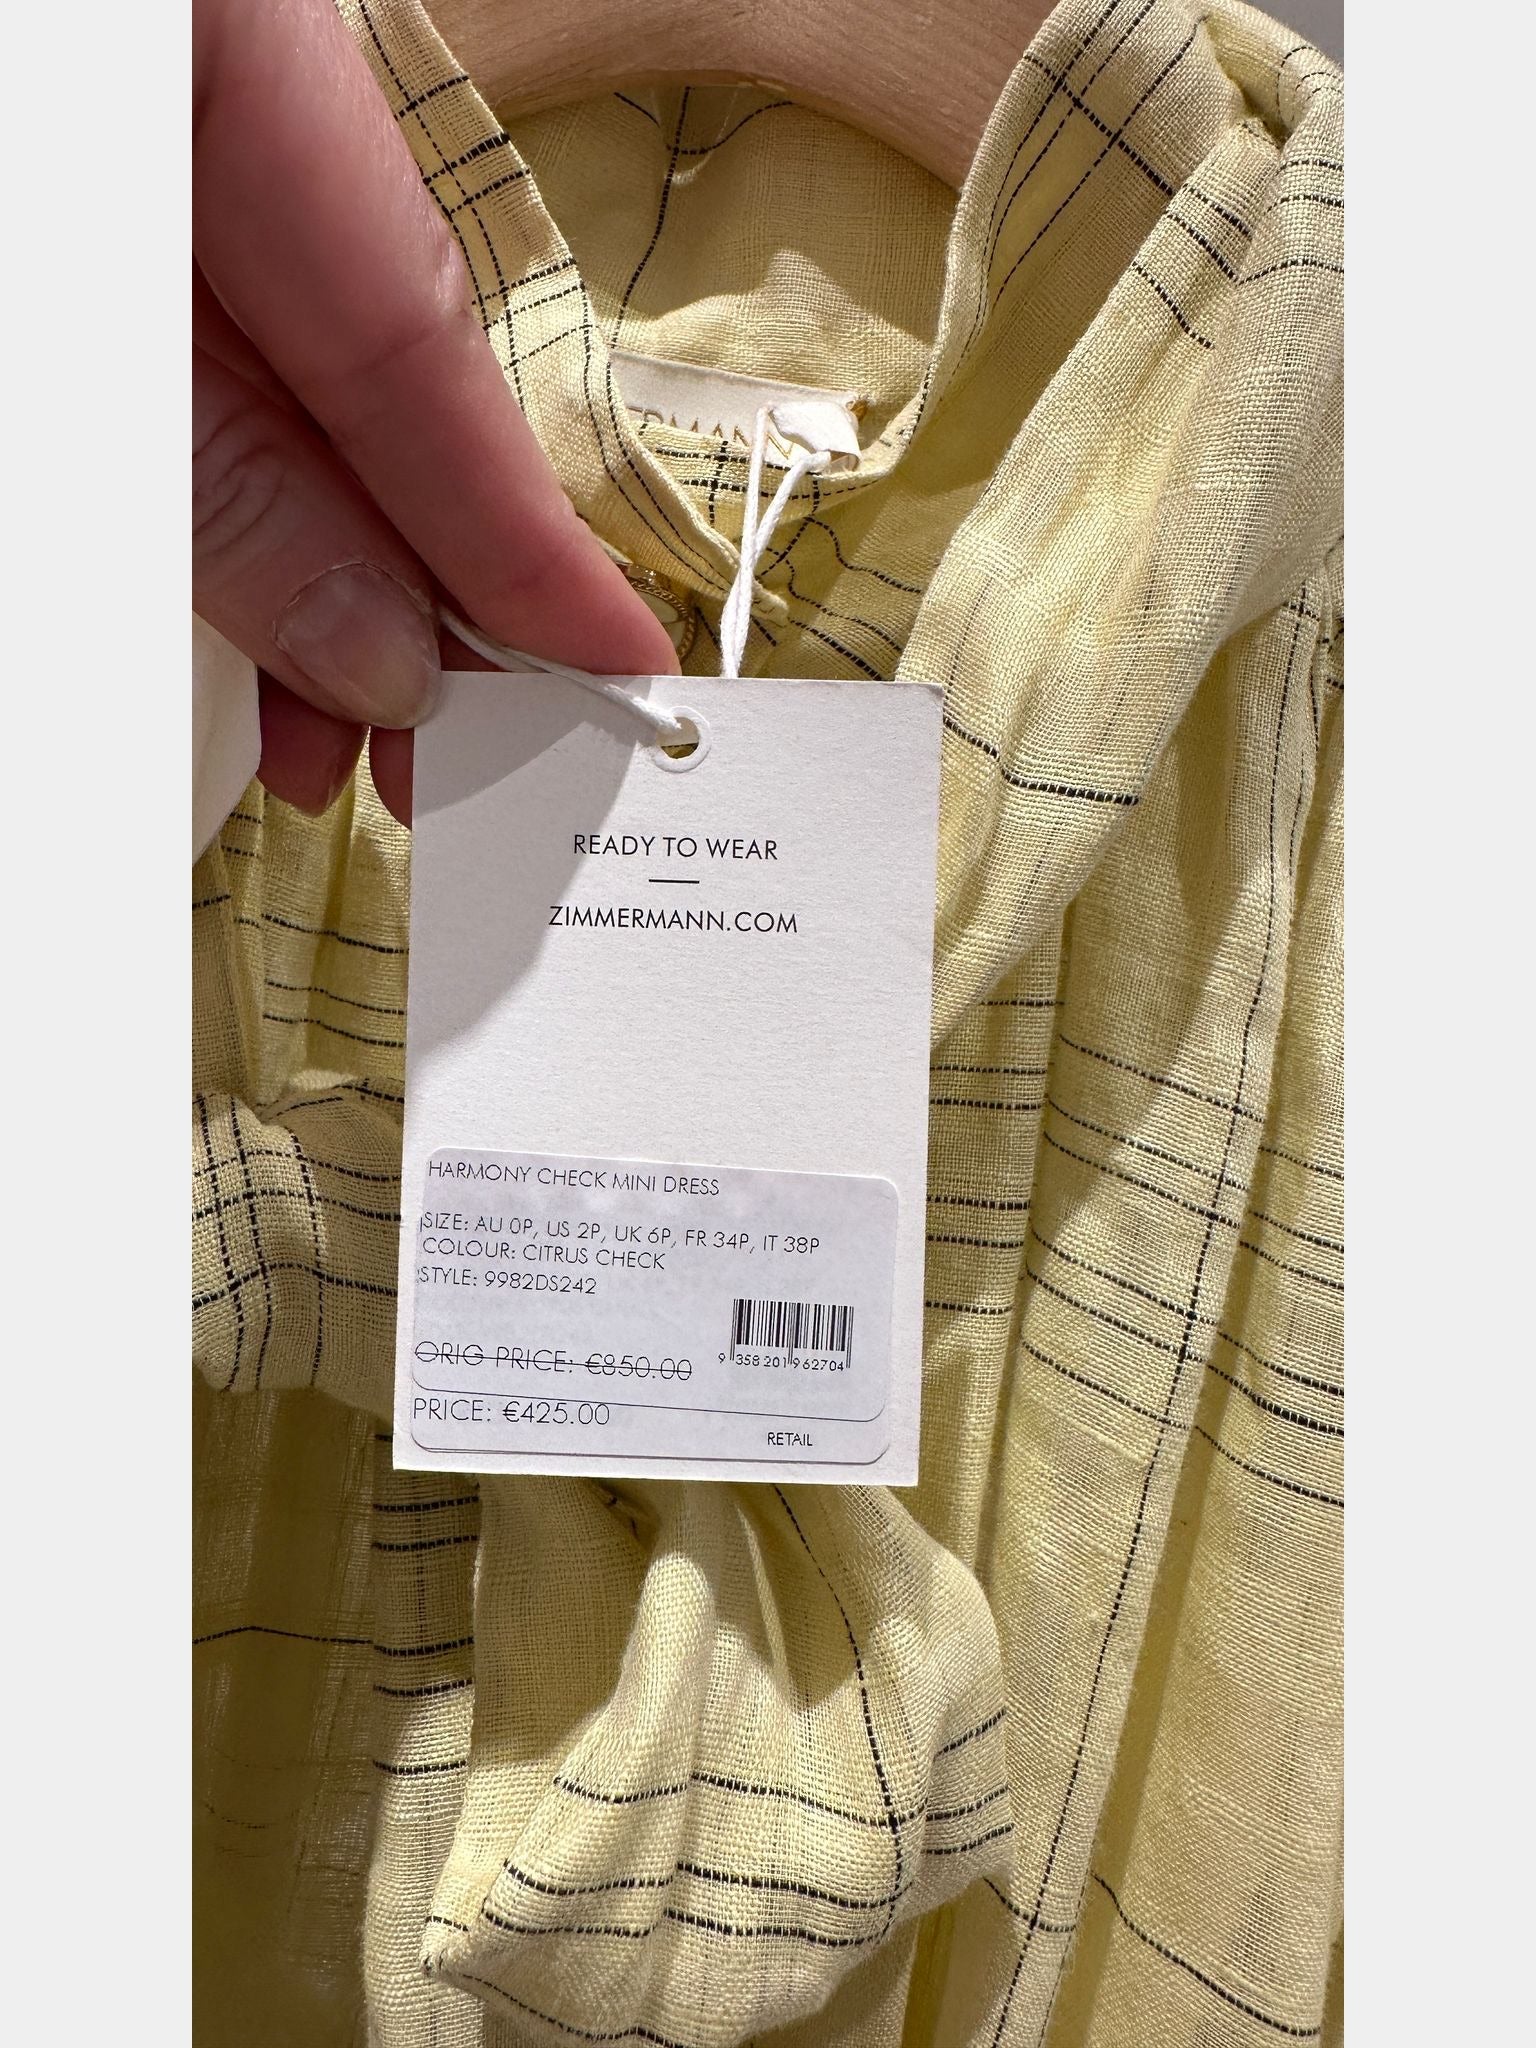 READY TO WEAR
ZIMMERMANN.COM
HARMONY CHECK MINI DRESS
SIZE: AU 0P, US 2P, UK 6P, FR 34P, IT 38P
COLOUR: CITRUS CHECK
STYLE: 9982DS242
ORIG PRICE: €850.00
9 358201 962704
PRICE: €425.00
RETAIL